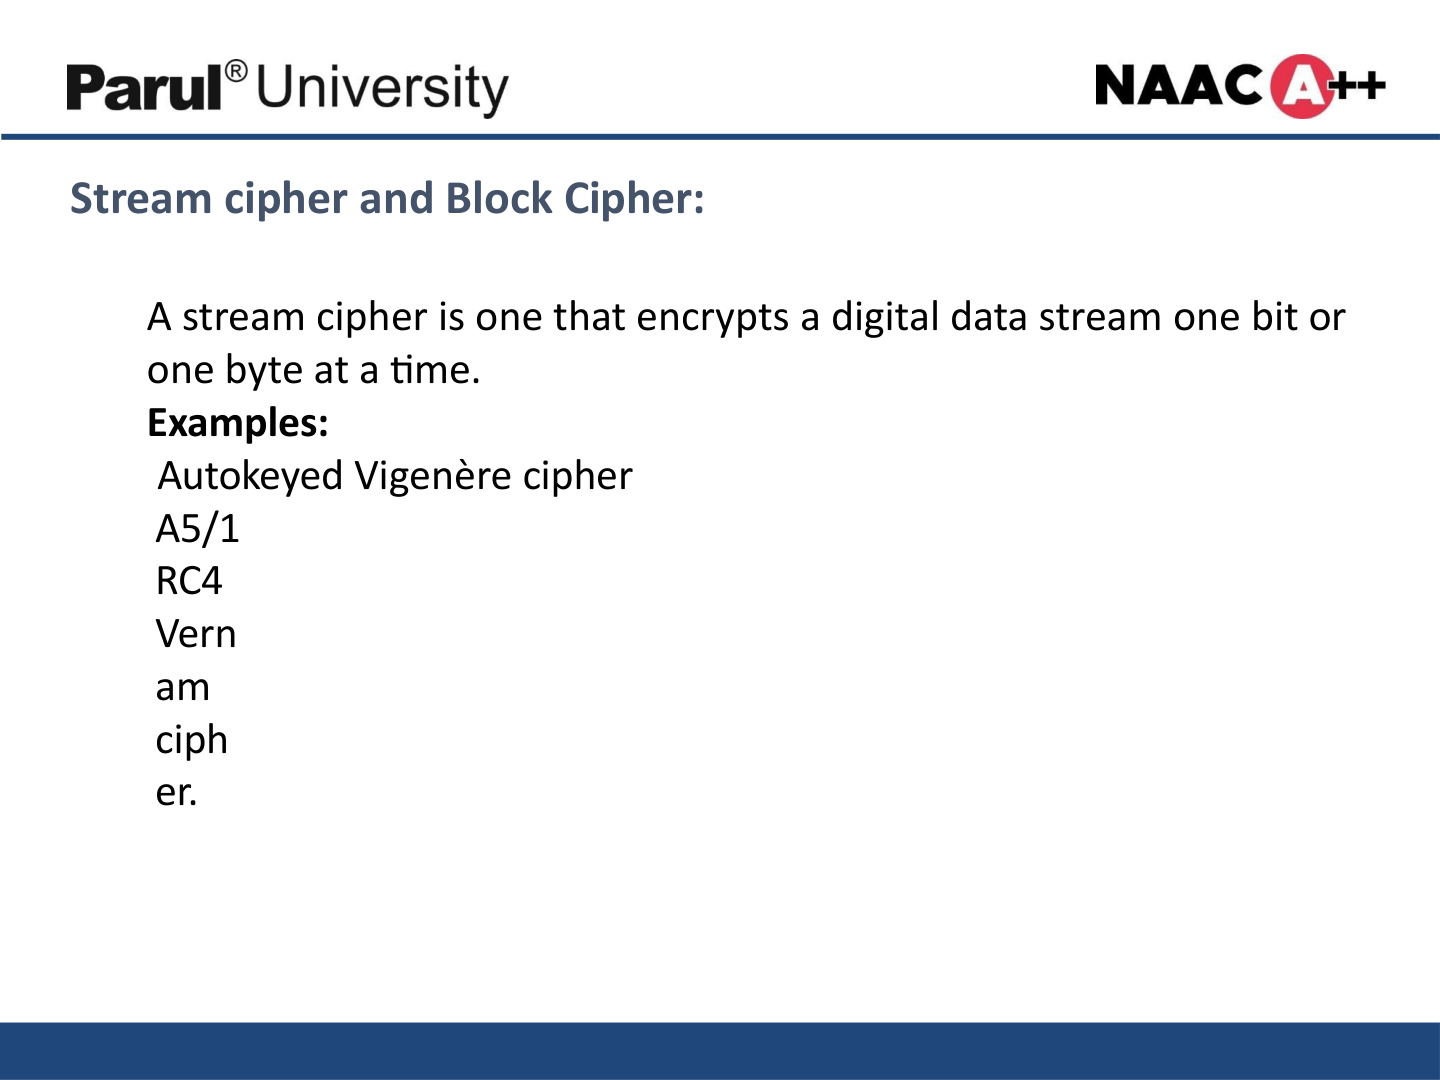 Parul® University
NAAC A++
Stream cipher and Block Cipher:
A stream cipher is one that encrypts a digital data stream one bit or
one byte at a time.
Examples:
Autokeyed Vigenère cipher
A5/1
RC4
Vern
am
ciph
er.